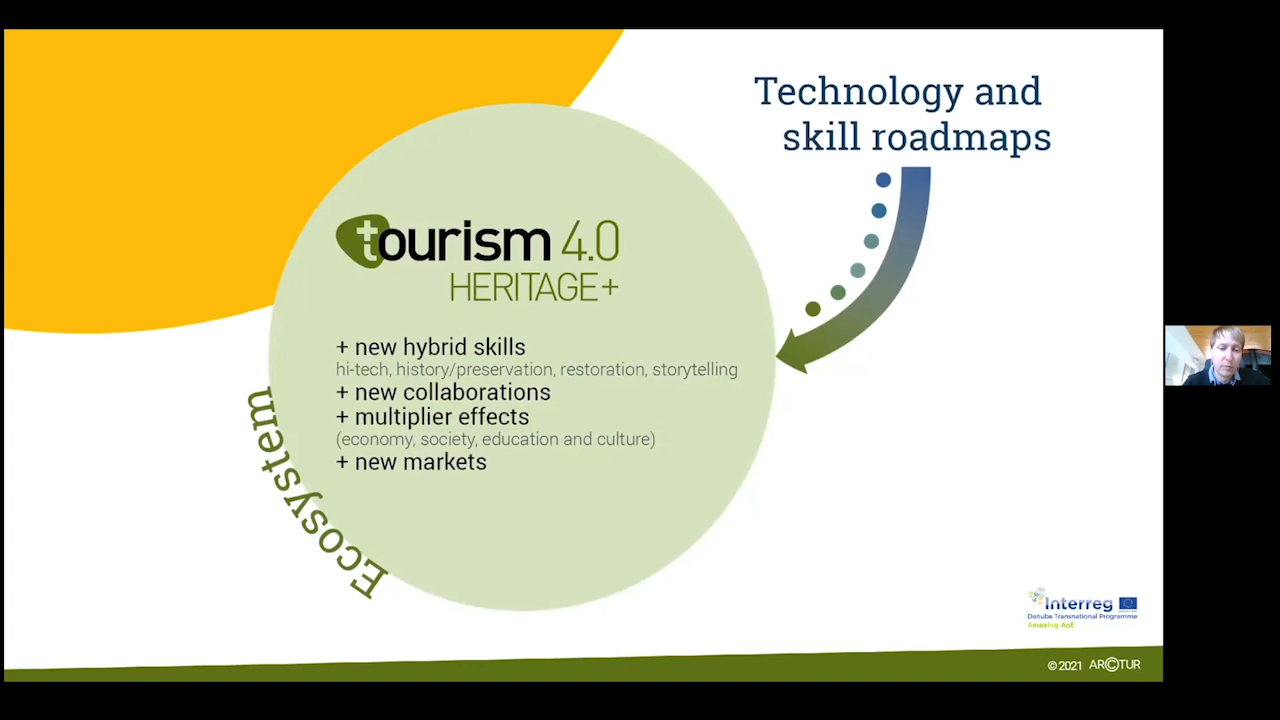 Technology and
skill roadmaps
tourism 4.0
HERITAGE+
+ new hybrid skills
hi-tech, history/preservation, restoration, storytelling
+ new collaborations
+ multiplier effects
(economy, society, education and culture)
+ new markets
Ecosystem
Interreg
Danube Transnational Programme
Amazing AoE
© 2021 ARCTUR